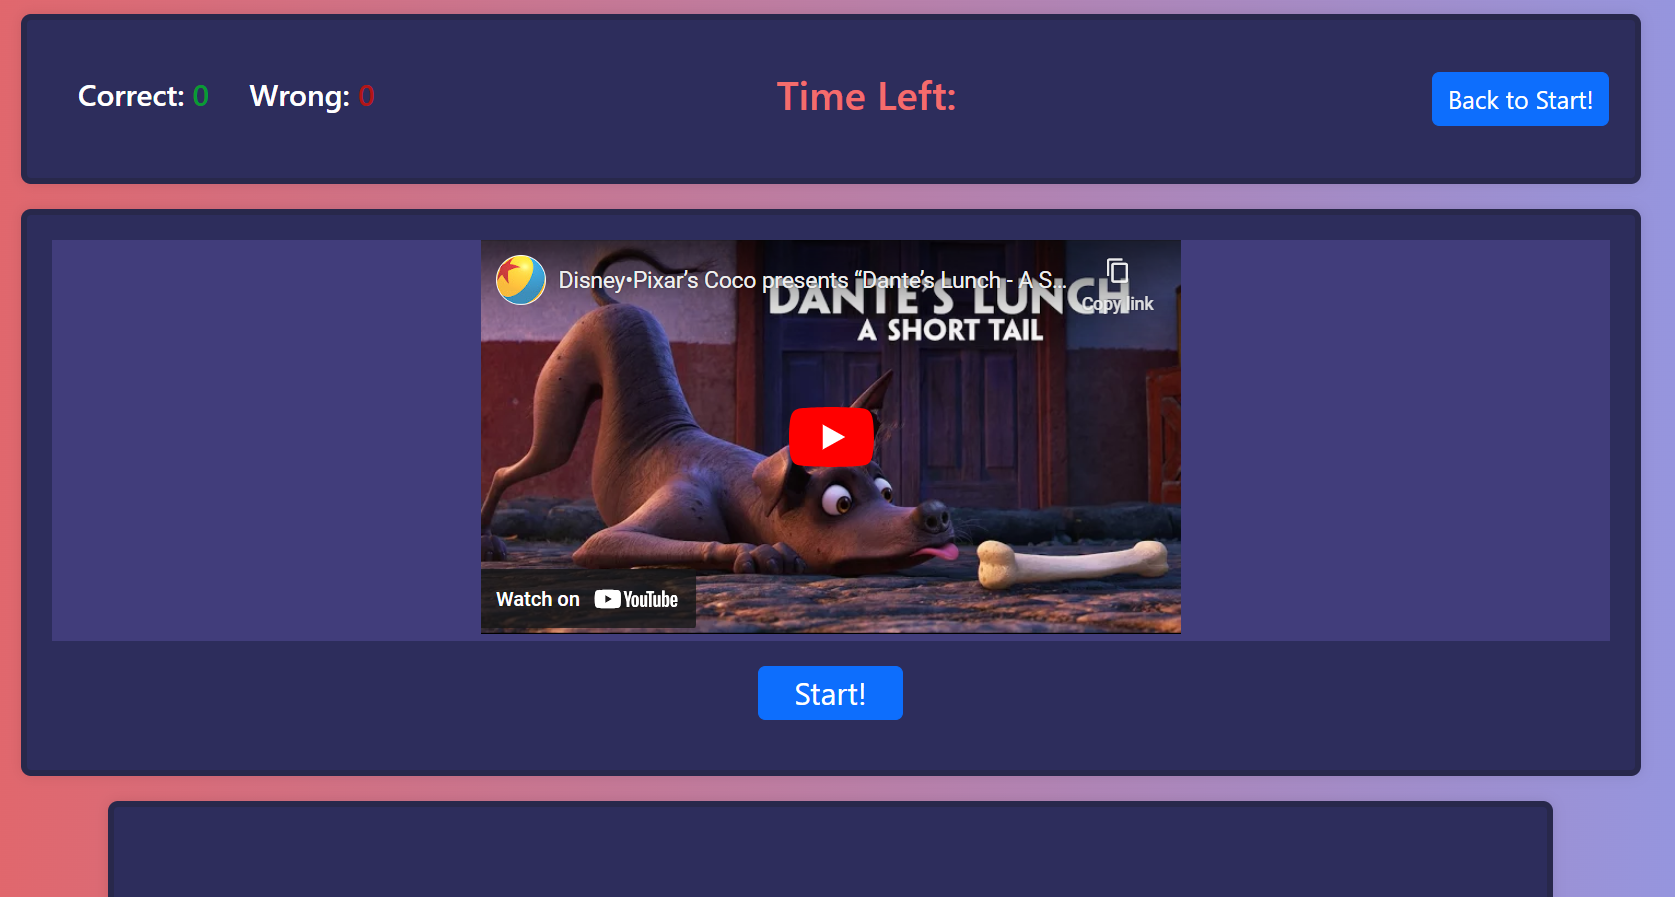 Correct: 0 Wrong: 0
Time Left:
Back to Start!
Disney•Pixar’s Coco presents “Dante’s Lunch - A S...
Copy link
DANTE'S LUNCH
A SHORT TAIL
Watch on YouTube
Start!